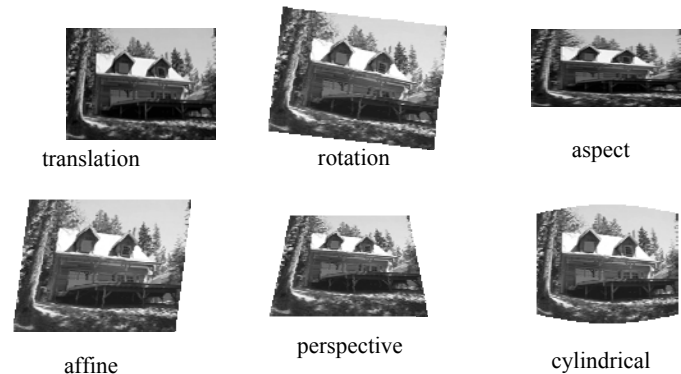 translation
rotation
aspect
affine
perspective
cylindrical